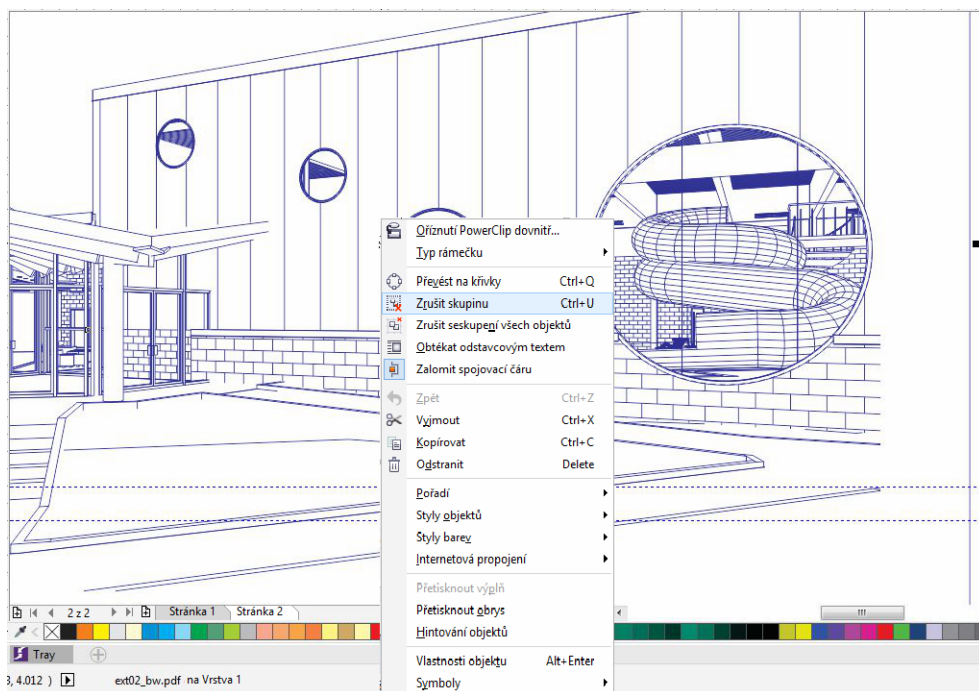 Oříznutí PowerClip dovnitř...
Typ rámečku
Převést na křivky Ctrl+Q
Zrušit skupinu Ctrl+U
Zrušit seskupení všech objektů
Obtékat odstavcovým textem
Zalomit spojovací čáru
Zpět Ctrl+Z
Vyjmout Ctrl+X
Kopírovat Ctrl+C
Odstranit Delete
Pořadí
Styly objektů
Styly barev
Internetová propojení
Přetisknout výplň
Přetisknout obrys
Hintování objektů
Vlastnosti objektu Alt+Enter
Symboly
2 z 2 Stránka 1 Stránka 2
Tray
3, 4.012 ) ext02_bw.pdf na Vrstva 1